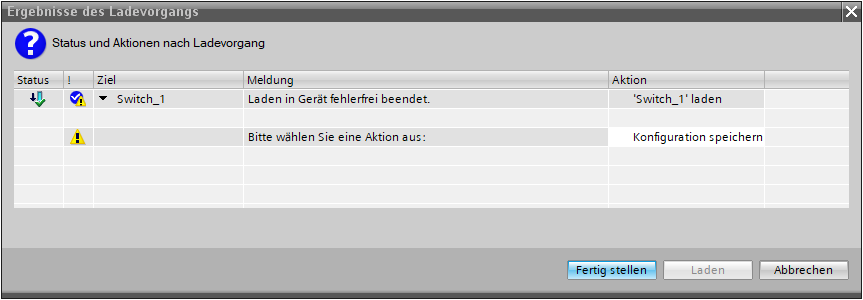 Ergebnisse des Ladevorgangs
Status und Aktionen nach Ladevorgang
Status ! Ziel Meldung Aktion
Switch_1 Laden in Gerät fehlerfrei beendet. 'Switch_1' laden
Bitte wählen Sie eine Aktion aus: Konfiguration speichern
Fertig stellen Laden Abbrechen